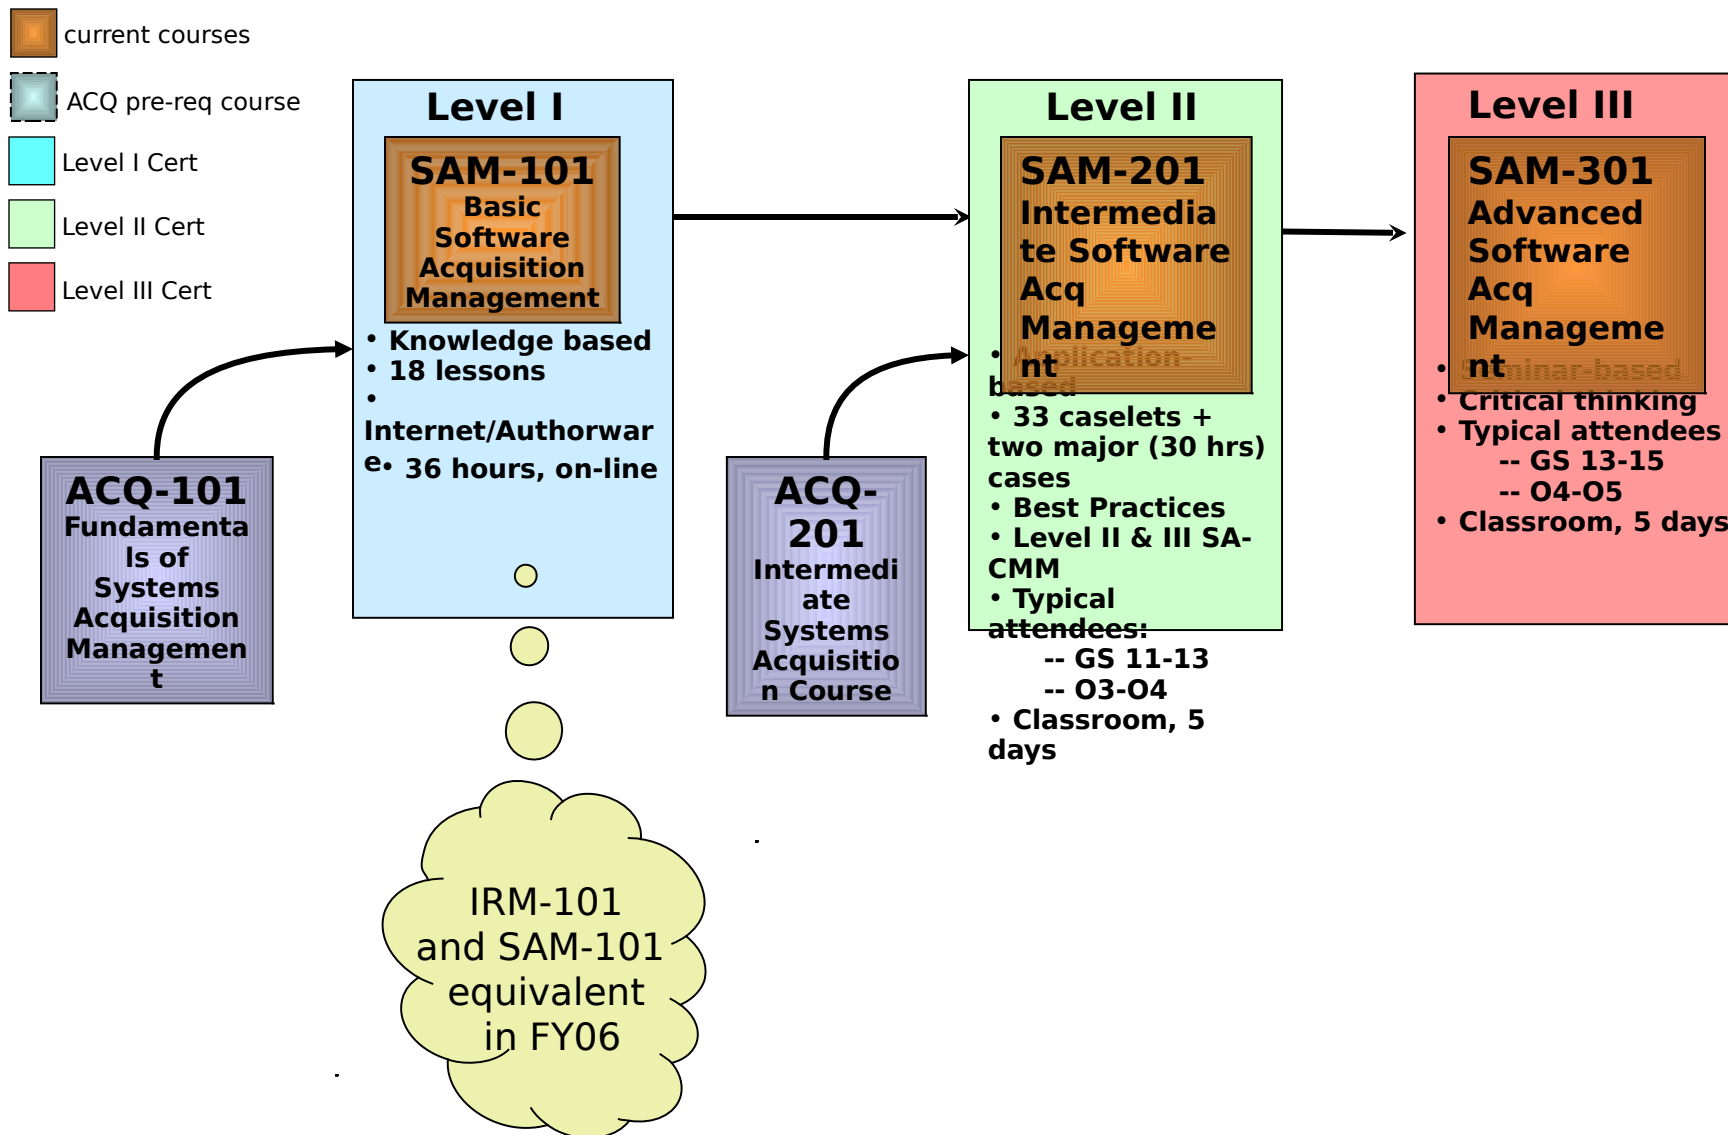 current courses
ACQ pre-req course
Level I Cert
Level II Cert
Level III Cert
Level I
SAM-101
Basic
Software
Acquisition
Management
• Knowledge based
• 18 lessons
•
Internet/Authorwar
e• 36 hours, on-line
ACQ-101
Fundamenta
ls of
Systems
Acquisition
Managemen
t
IRM-101
and SAM-101
equivalent
in FY06
Level II
SAM-201
Intermedia
te Software
Acq
Manageme
nt
• Application-
based
• 33 caselets +
two major (30 hrs)
cases
• Best Practices
• Level II & III SA-
CMM
• Typical
attendees:
-- GS 11-13
-- O3-O4
• Classroom, 5
days
ACQ-
201
Intermedi
ate
Systems
Acquisitio
n Course
Level III
SAM-301
Advanced
Software
Acq
Manageme
nt
• Seminar-based
• Critical thinking
• Typical attendees
-- GS 13-15
-- O4-O5
• Classroom, 5 days